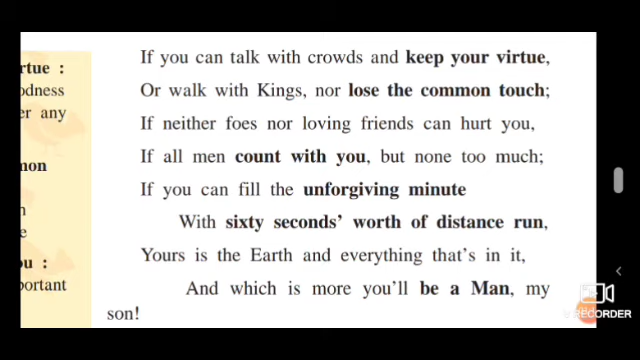 rtue :
odness
er any
non
n
e
u :
portant
If you can talk with crowds and keep your virtue,
Or walk with Kings, nor lose the common touch;
If neither foes nor loving friends can hurt you,
If all men count with you, but none too much;
If you can fill the unforgiving minute
With sixty seconds' worth of distance run,
Yours is the Earth and everything that's in it,
And which is more you'll be a Man, my
son!
V RECORDER